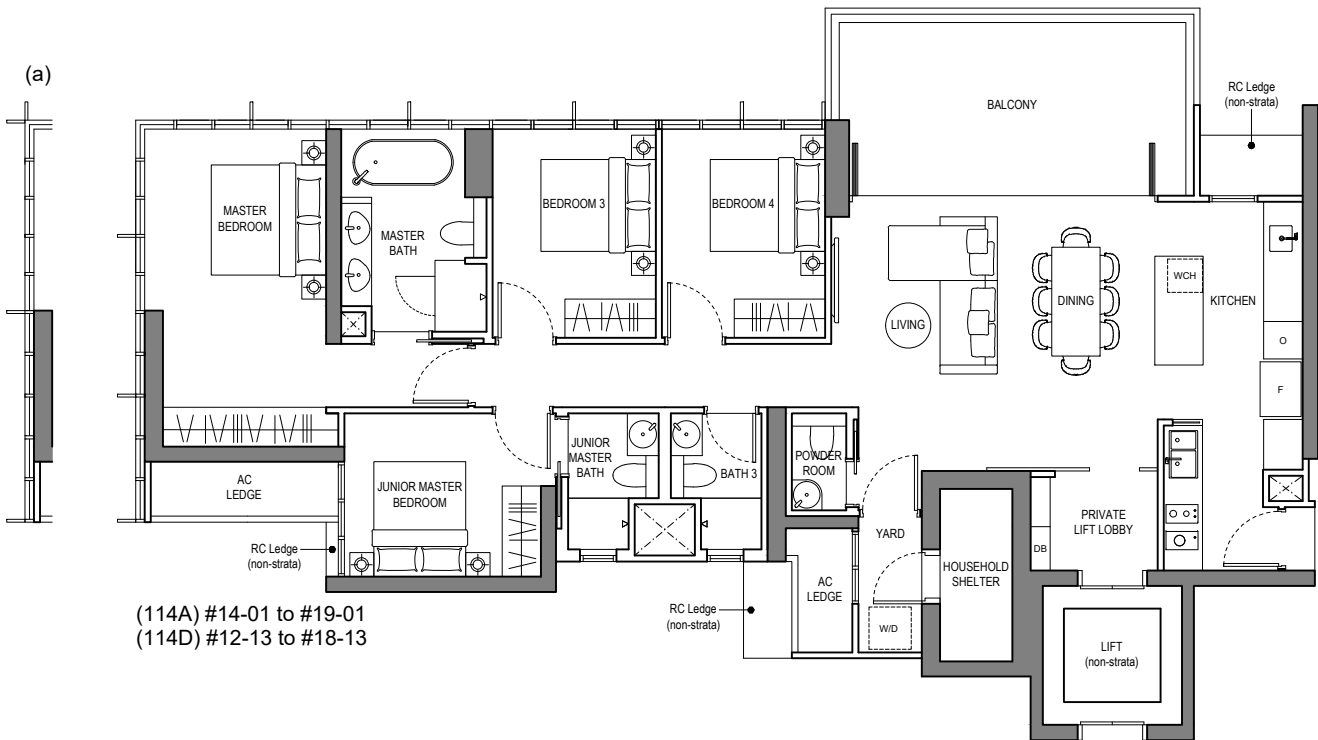 (a)
BALCONY
RC Ledge
(non-strata)
MASTER
BEDROOM
MASTER
BATH
BEDROOM 3
BEDROOM 4
LIVING
DINING
WCH
KITCHEN
O
F
AC
LEDGE
JUNIOR MASTER
BEDROOM
JUNIOR
MASTER
BATH
BATH 3
POWDER
ROOM
YARD
PRIVATE
LIFT LOBBY
DB
RC Ledge
(non-strata)
HOUSEHOLD
SHELTER
AC
LEDGE
RC Ledge
(non-strata)
W/D
LIFT
(non-strata)
(114A) #14-01 to #19-01
(114D) #12-13 to #18-13